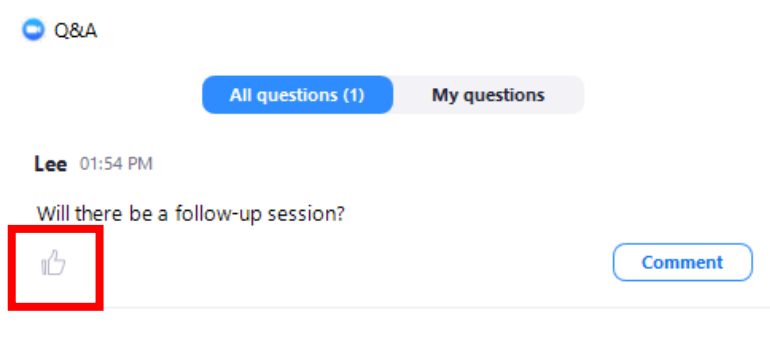 Q&A
All questions (1) My questions
Lee 01:54 PM
Will there be a follow-up session?
Comment